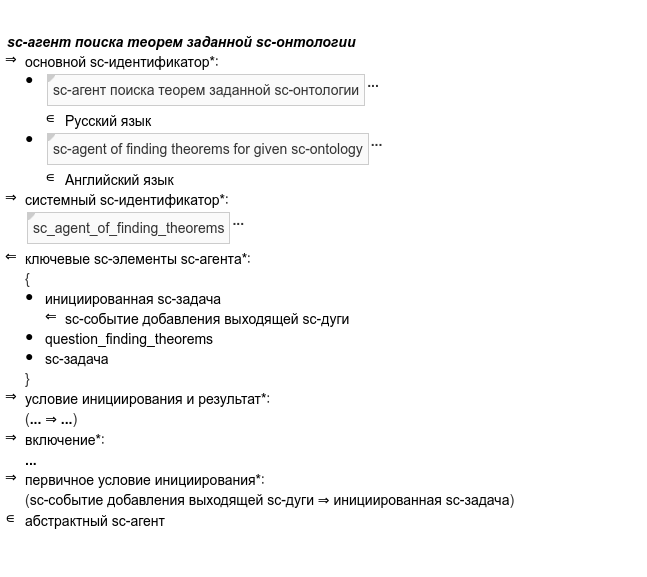 sc-агент поиска теорем заданной sc-онтологии
⇒ основной sc-идентификатор*:
● sc-агент поиска теорем заданной sc-онтологии ...
∈ Русский язык
● sc-agent of finding theorems for given sc-ontology ...
∈ Английский язык
⇒ системный sc-идентификатор*:
sc_agent_of_finding_theorems ...
⇐ ключевые sc-элементы sc-агента*:
{
● инициированная sc-задача
⇐ sc-событие добавления выходящей sc-дуги
● question_finding_theorems
● sc-задача
}
⇒ условие инициирования и результат*:
(... ⇒ ...)
⇒ включение*:
...
⇒ первичное условие инициирования*:
(sc-событие добавления выходящей sc-дуги ⇒ инициированная sc-задача)
∈ абстрактный sc-агент